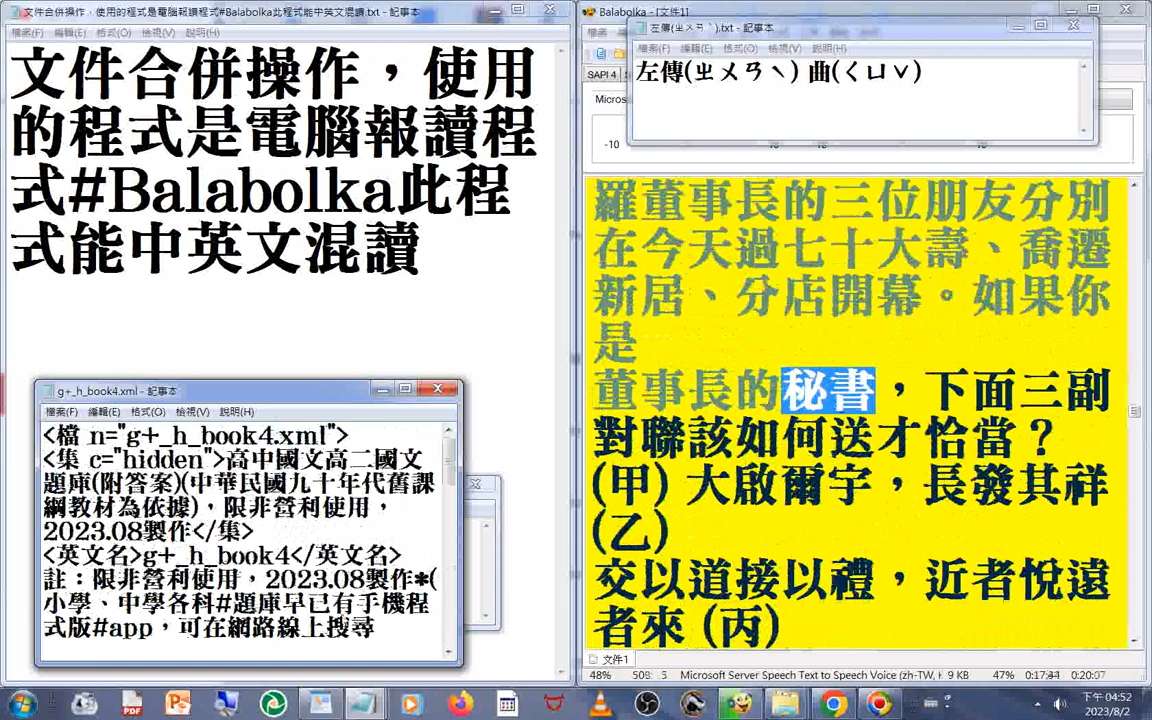 文件合併操作，使用的程式是電腦報讀程式#Balabolka此程式能中英文混讀.txt - 記事本
檔案(F) 編輯(E) 格式(O) 檢視(V) 說明(H)
文件合併操作，使用
的程式是電腦報讀程
式#Balabolka此程
式能中英文混讀
g+_h_book4.xml - 記事本
檔案(F) 編輯(E) 格式(O) 檢視(V) 說明(H)
<檔 n="g+_h_book4.xml">
<集 c="hidden">高中國文高二國文
題庫(附答案)(中華民國九十年代舊課
綱教材為依據)，限非營利使用，
2023.08製作</集>
<英文名>g+_h_book4</英文名>
註：限非營利使用，2023.08製作*(
小學、中學各科#題庫早已有手機程
式版#app，可在網路線上搜尋
Balabolka - [文件1]
檔案
左傳(ㄓㄨㄢˋ).txt - 記事本
檔案(F) 編輯(E) 格式(O) 檢視(V) 說明(H)
左傳(ㄓㄨㄢˋ) 曲(ㄑㄩˇ)
SAPI 4
Micros
-10
羅董事長的三位朋友分別
在今天過七十大壽、喬遷
新居、分店開幕。如果你
是
董事長的秘書，下面三副
對聯該如何送才恰當？
(甲) 大啟爾宇，長發其祥
(乙)
交以道接以禮，近者悅遠
者來 (丙)
文件1
48%
Microsoft Server Speech Text to Speech Voice (zh-TW, H
9 KB
47%
0:17:44
0:20:07
下午 04:52
2023/8/2